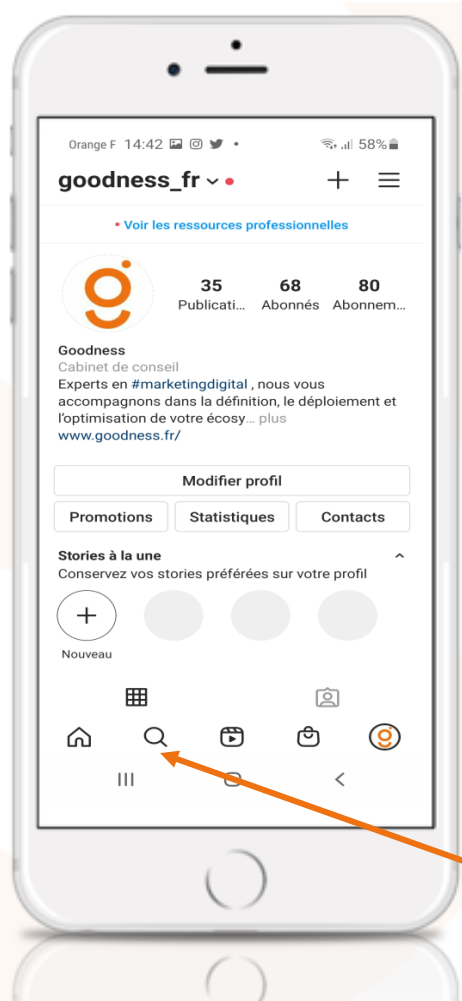 Orange F 14:42 58%
goodness_fr
Voir les ressources professionnelles
35 68 80
Publicati... Abonnés Abonnem...
Goodness
Cabinet de conseil
Experts en #marketingdigital , nous vous
accompagnons dans la définition, le déploiement et
l'optimisation de votre écosy... plus
www.goodness.fr/
Modifier profil
Promotions Statistiques Contacts
Stories à la une
Conservez vos stories préférées sur votre profil
Nouveau